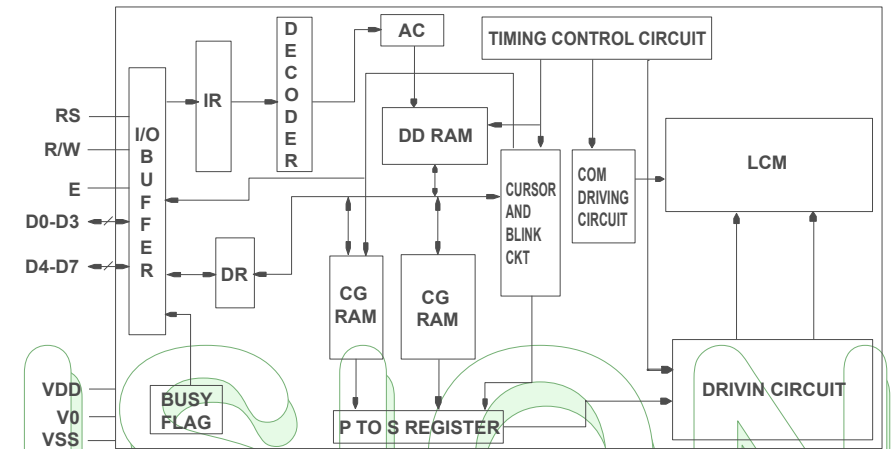 RS
R/W
E
D0-D3
D4-D7
VDD
V0
VSS
I/O
B
U
F
F
E
R
IR
D
E
C
O
D
E
R
AC
DD RAM
DR
BUSY
FLAG
CG
RAM
CG
RAM
P TO S REGISTER
TIMING CONTROL CIRCUIT
CURSOR
AND
BLINK
CKT
COM
DRIVING
CIRCUIT
LCM
DRIVIN CIRCUIT